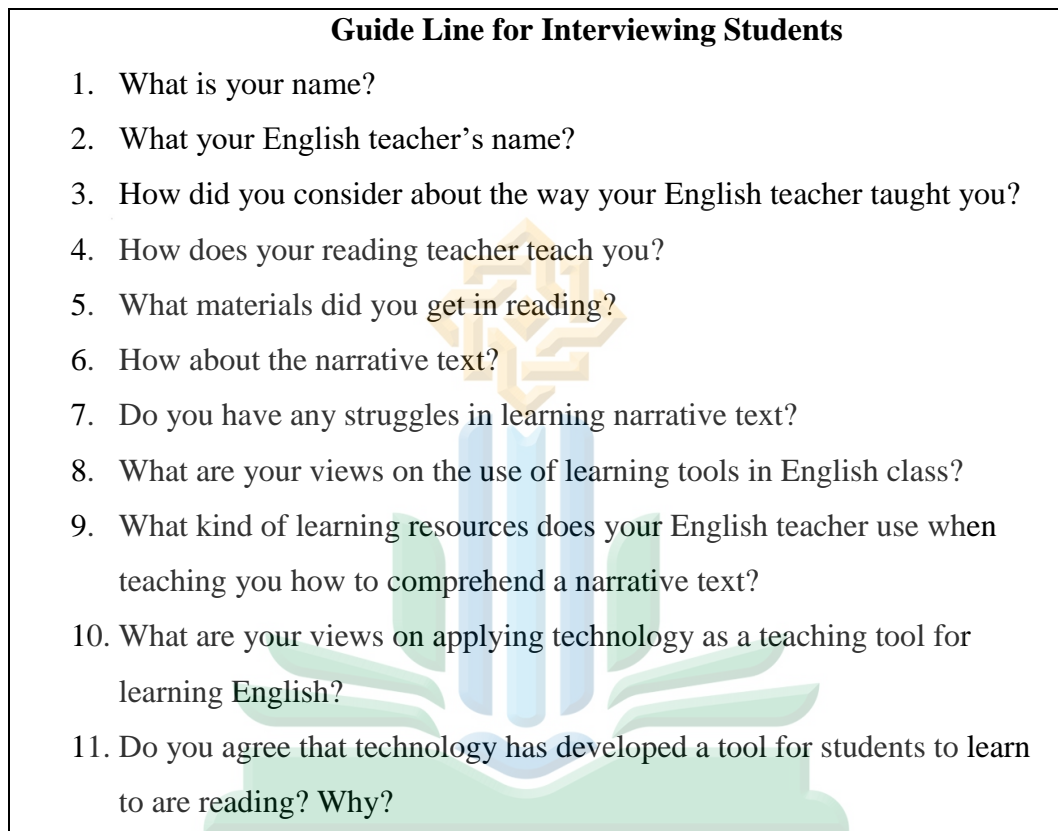 Guide Line for Interviewing Students
1. What is your name?
2. What your English teacher’s name?
3. How did you consider about the way your English teacher taught you?
4. How does your reading teacher teach you?
5. What materials did you get in reading?
6. How about the narrative text?
7. Do you have any struggles in learning narrative text?
8. What are your views on the use of learning tools in English class?
9. What kind of learning resources does your English teacher use when
teaching you how to comprehend a narrative text?
10. What are your views on applying technology as a teaching tool for
learning English?
11. Do you agree that technology has developed a tool for students to learn
to are reading? Why?